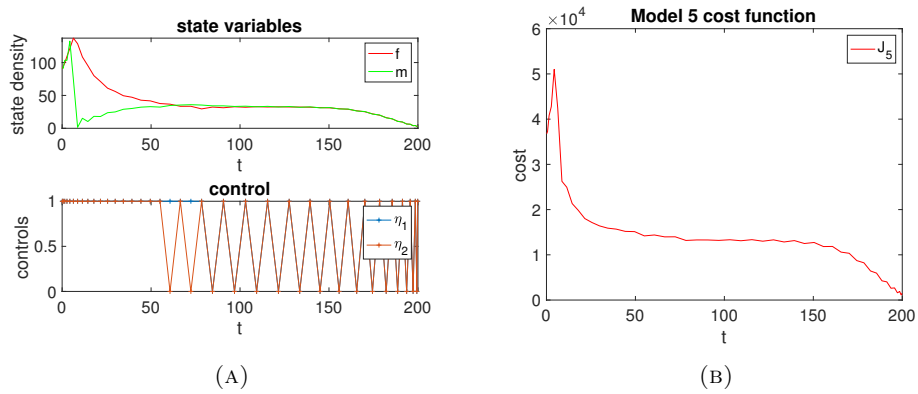 state variables
state density
100
50
0
f
m
0 50 100 150 200
t
control
controls
1
0.5
0
η1
η2
0 50 100 150 200
t
(A)
Model 5 cost function
×10^4
cost
6
5
4
3
2
1
0
J5
0 50 100 150 200
t
(B)